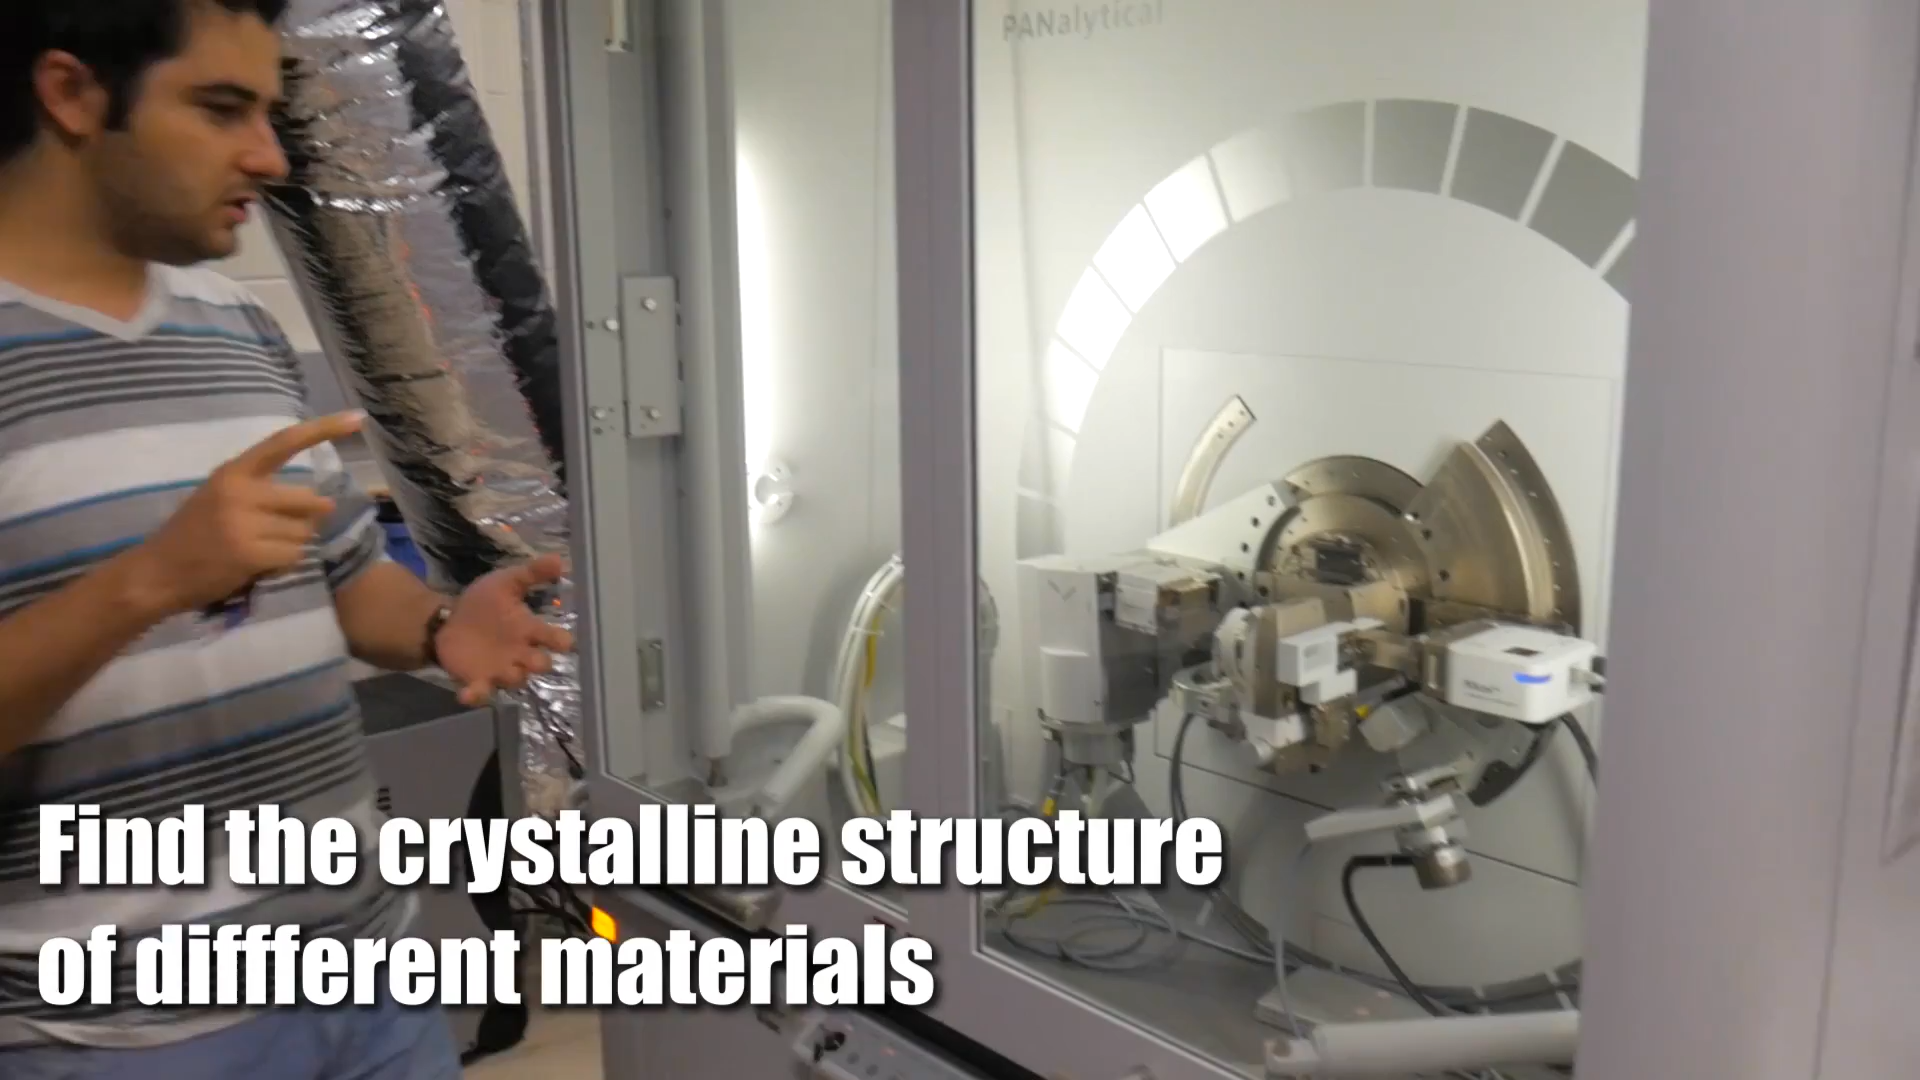 PANalytical
Find the crystalline structure
of diffferent materials